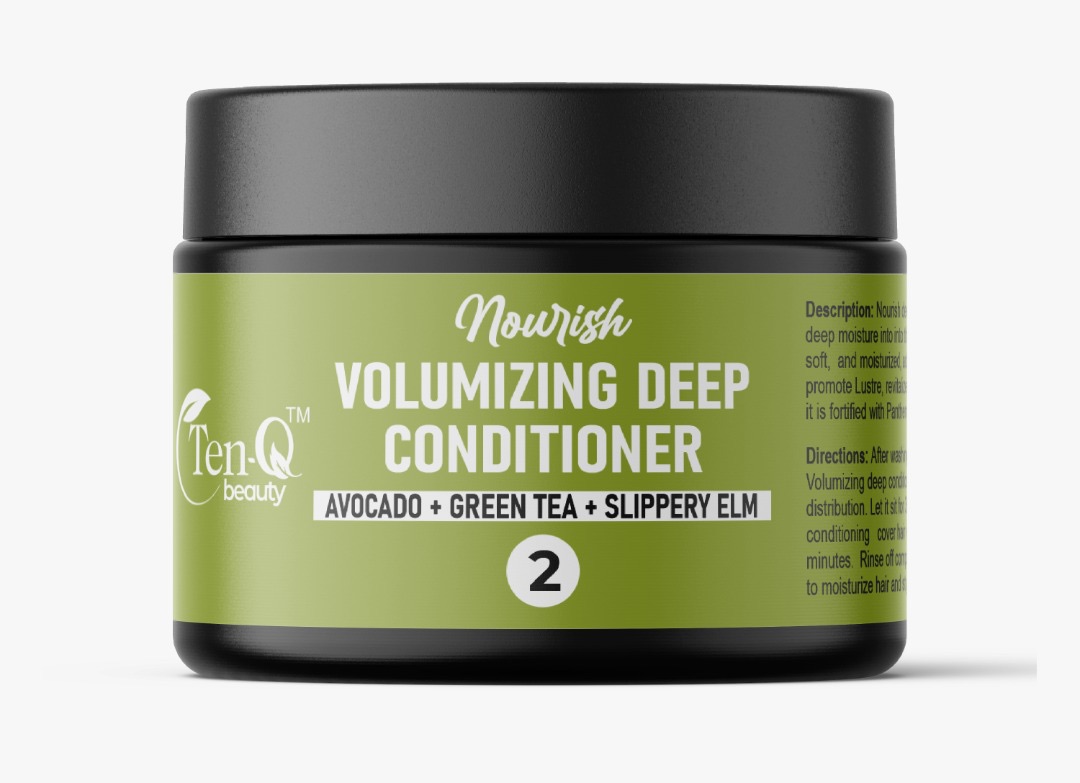 Nourish
VOLUMIZING DEEP
CONDITIONER
AVOCADO + GREEN TEA + SLIPPERY ELM
2
Ten-Q™
beauty
Description: Nourish
deep moisture into into
soft, and moisturized,
promote Lustre,
it is fortified with
Directions: After
Volumizing deep
distribution. Let it sit for
conditioning cover
minutes. Rinse off
to moisturize hair and